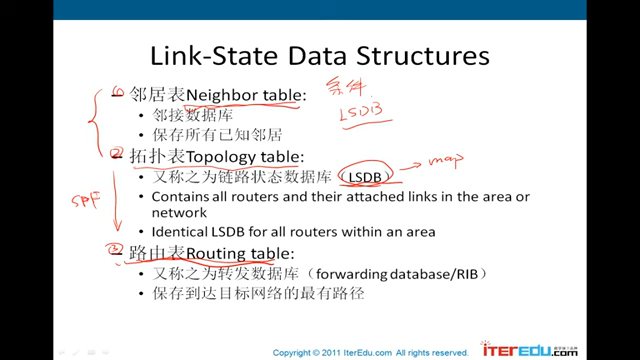 Link-State Data Structures
① – 邻居表Neighbor table:
条件
LSDB
• 邻接数据库
• 保存所有已知邻居
② – 拓扑表Topology table:
• 又称之为链路状态数据库（LSDB） → map
SPF
• Contains all routers and their attached links in the area or
network
• Identical LSDB for all routers within an area
③ – 路由表Routing table:
• 又称之为转发数据库（forwarding database/RIB）
• 保存到达目标网络的最有路径
Copyright © 2011 IterEdu.com All rights reserved.
iTEREDU.com